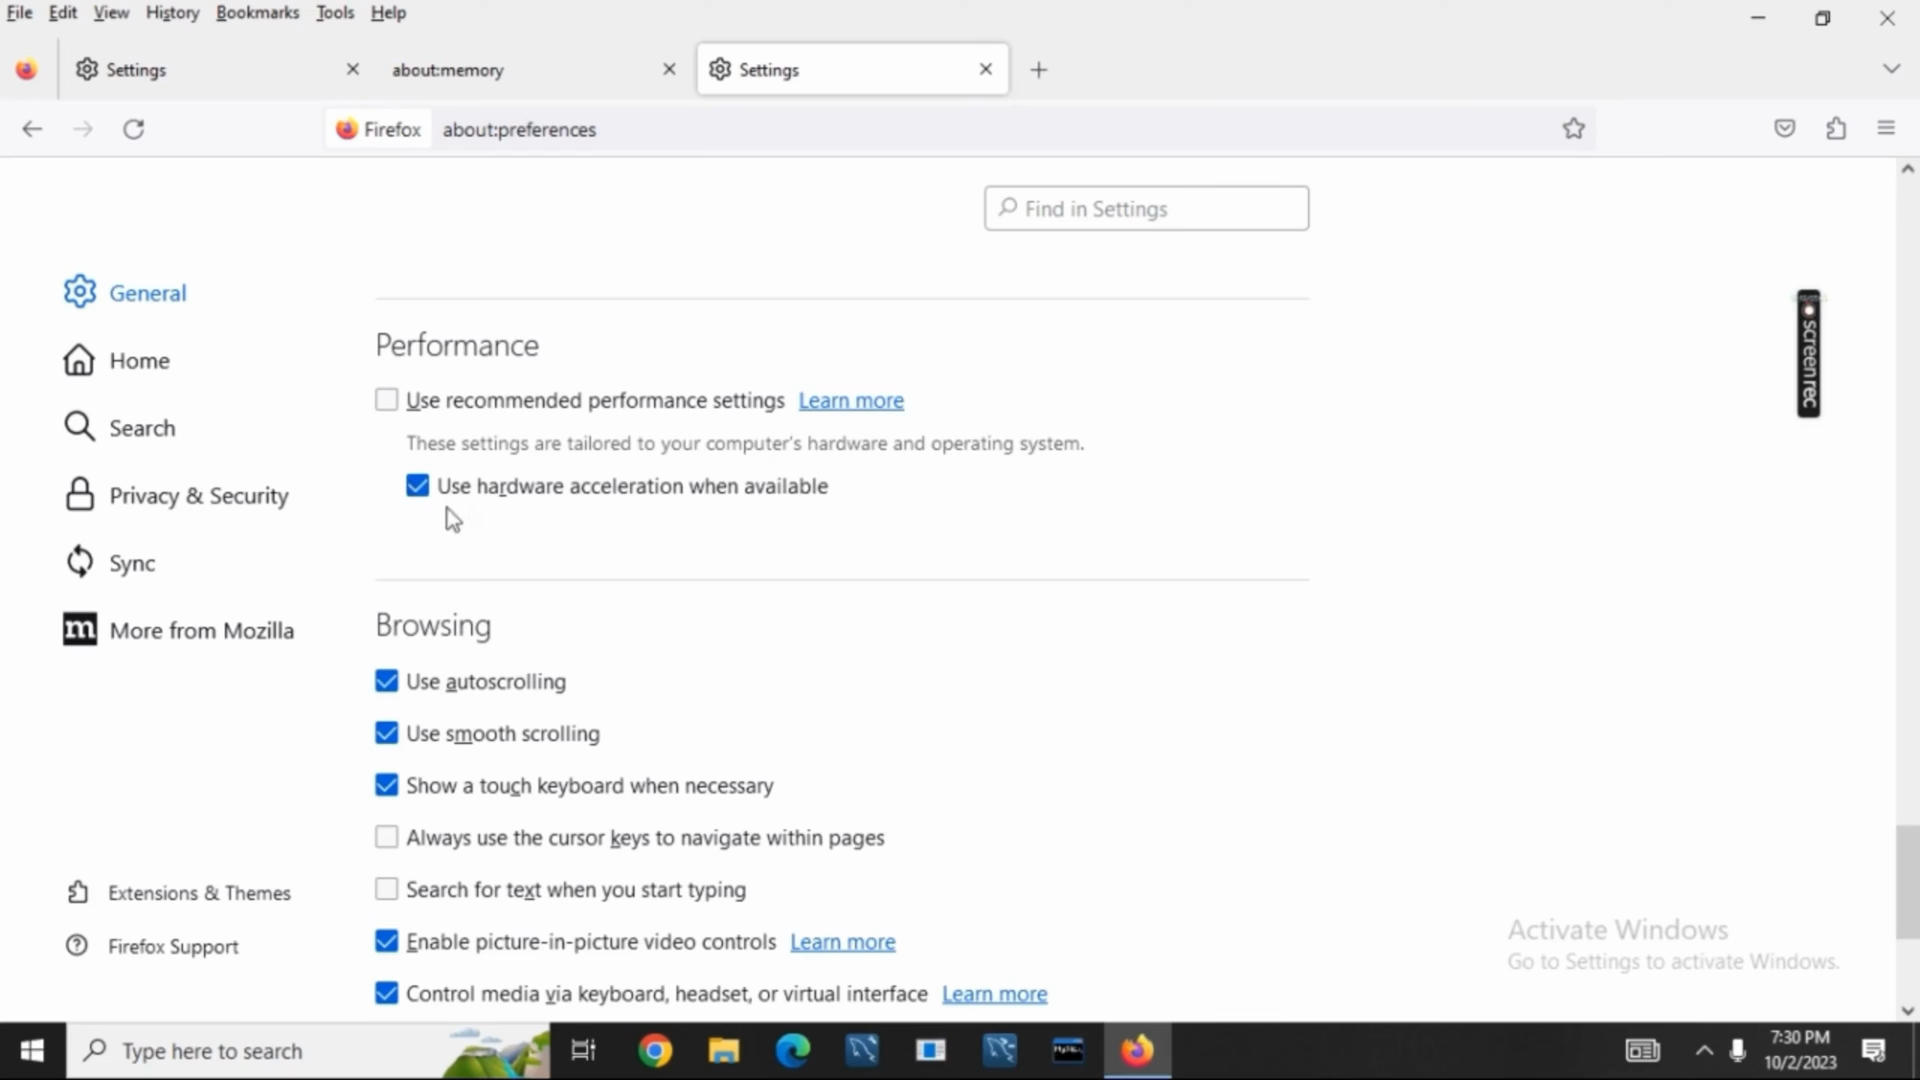 File Edit View History Bookmarks Tools Help
Settings about:memory Settings
Firefox about:preferences
Find in Settings
General
Home
Search
Privacy & Security
Sync
More from Mozilla
Extensions & Themes
Firefox Support
Performance
Use recommended performance settings Learn more
These settings are tailored to your computer's hardware and operating system.
Use hardware acceleration when available
Browsing
Use autoscrolling
Use smooth scrolling
Show a touch keyboard when necessary
Always use the cursor keys to navigate within pages
Search for text when you start typing
Enable picture-in-picture video controls Learn more
Control media via keyboard, headset, or virtual interface Learn more
screenrec
Activate Windows
Go to Settings to activate Windows.
Type here to search
7:30 PM
10/2/2023